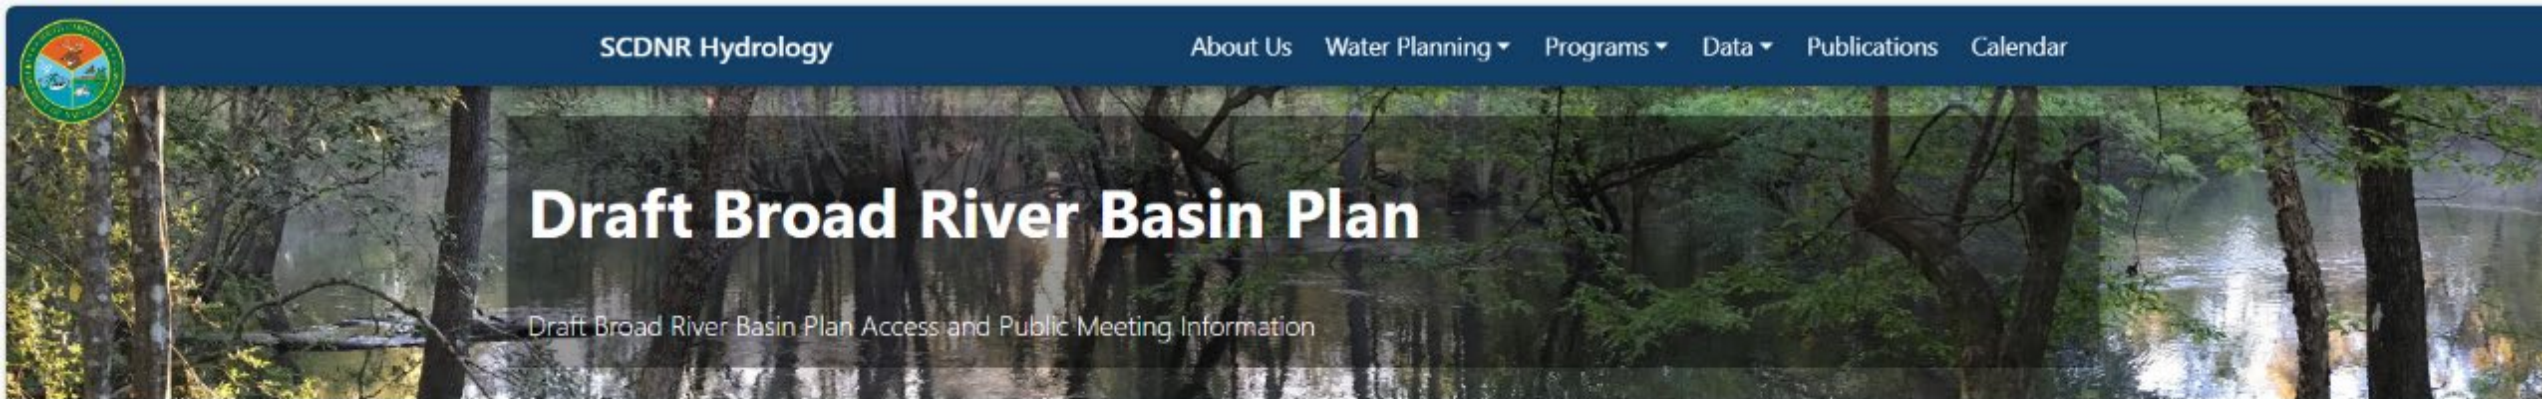 SCDNR Hydrology About Us Water Planning Programs Data Publications Calendar
Draft Broad River Basin Plan
Draft Broad River Basin Plan Access and Public Meeting Information